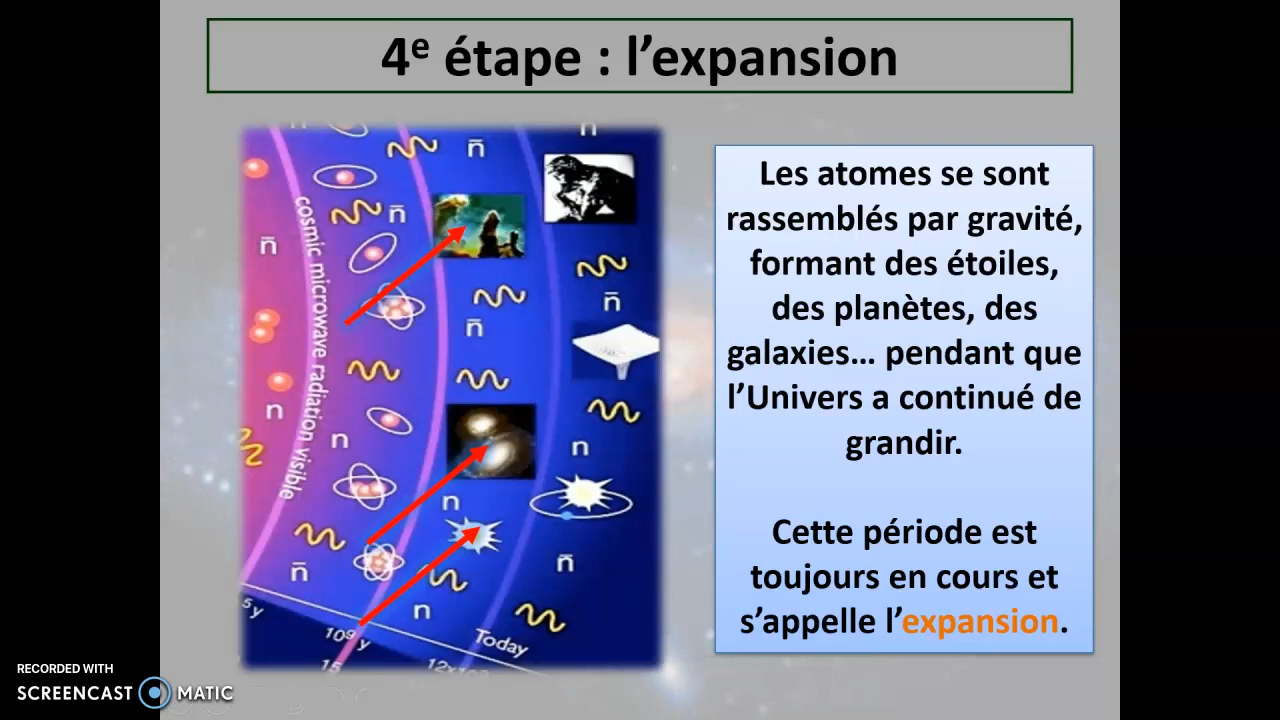 4e étape : l’expansion
n̄
n̄
n̄
n̄
n̄
cosmic microwave radiation visible
n̄
n̄
n
n
n
n
n̄
n̄
n
5 y
10⁹ y
Today
15
Les atomes se sont
rassemblés par gravité,
formant des étoiles,
des planètes, des
galaxies… pendant que
l’Univers a continué de
grandir.
Cette période est
toujours en cours et
s’appelle l’expansion.
RECORDED WITH
SCREENCAST MATIC